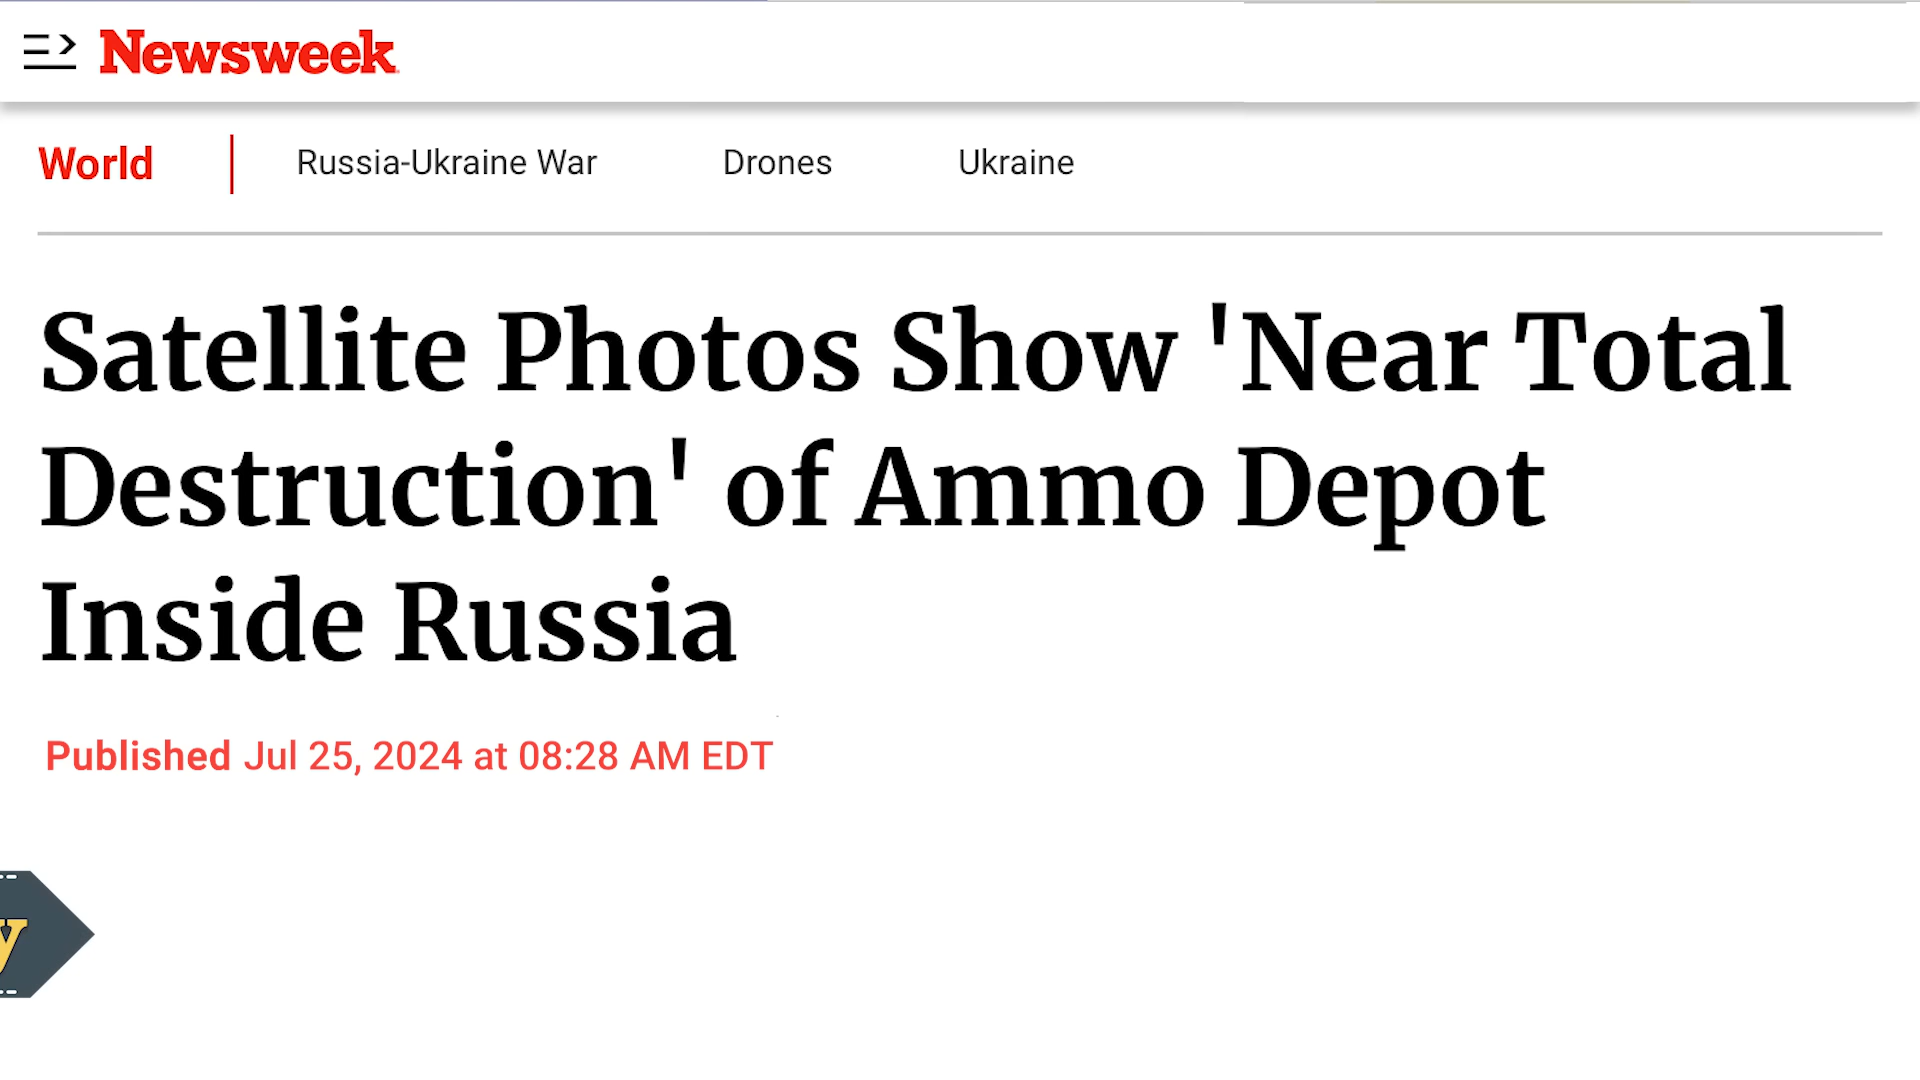 Newsweek
World
Russia-Ukraine War
Drones
Ukraine
Satellite Photos Show 'Near Total
Destruction' of Ammo Depot
Inside Russia
Published Jul 25, 2024 at 08:28 AM EDT
y